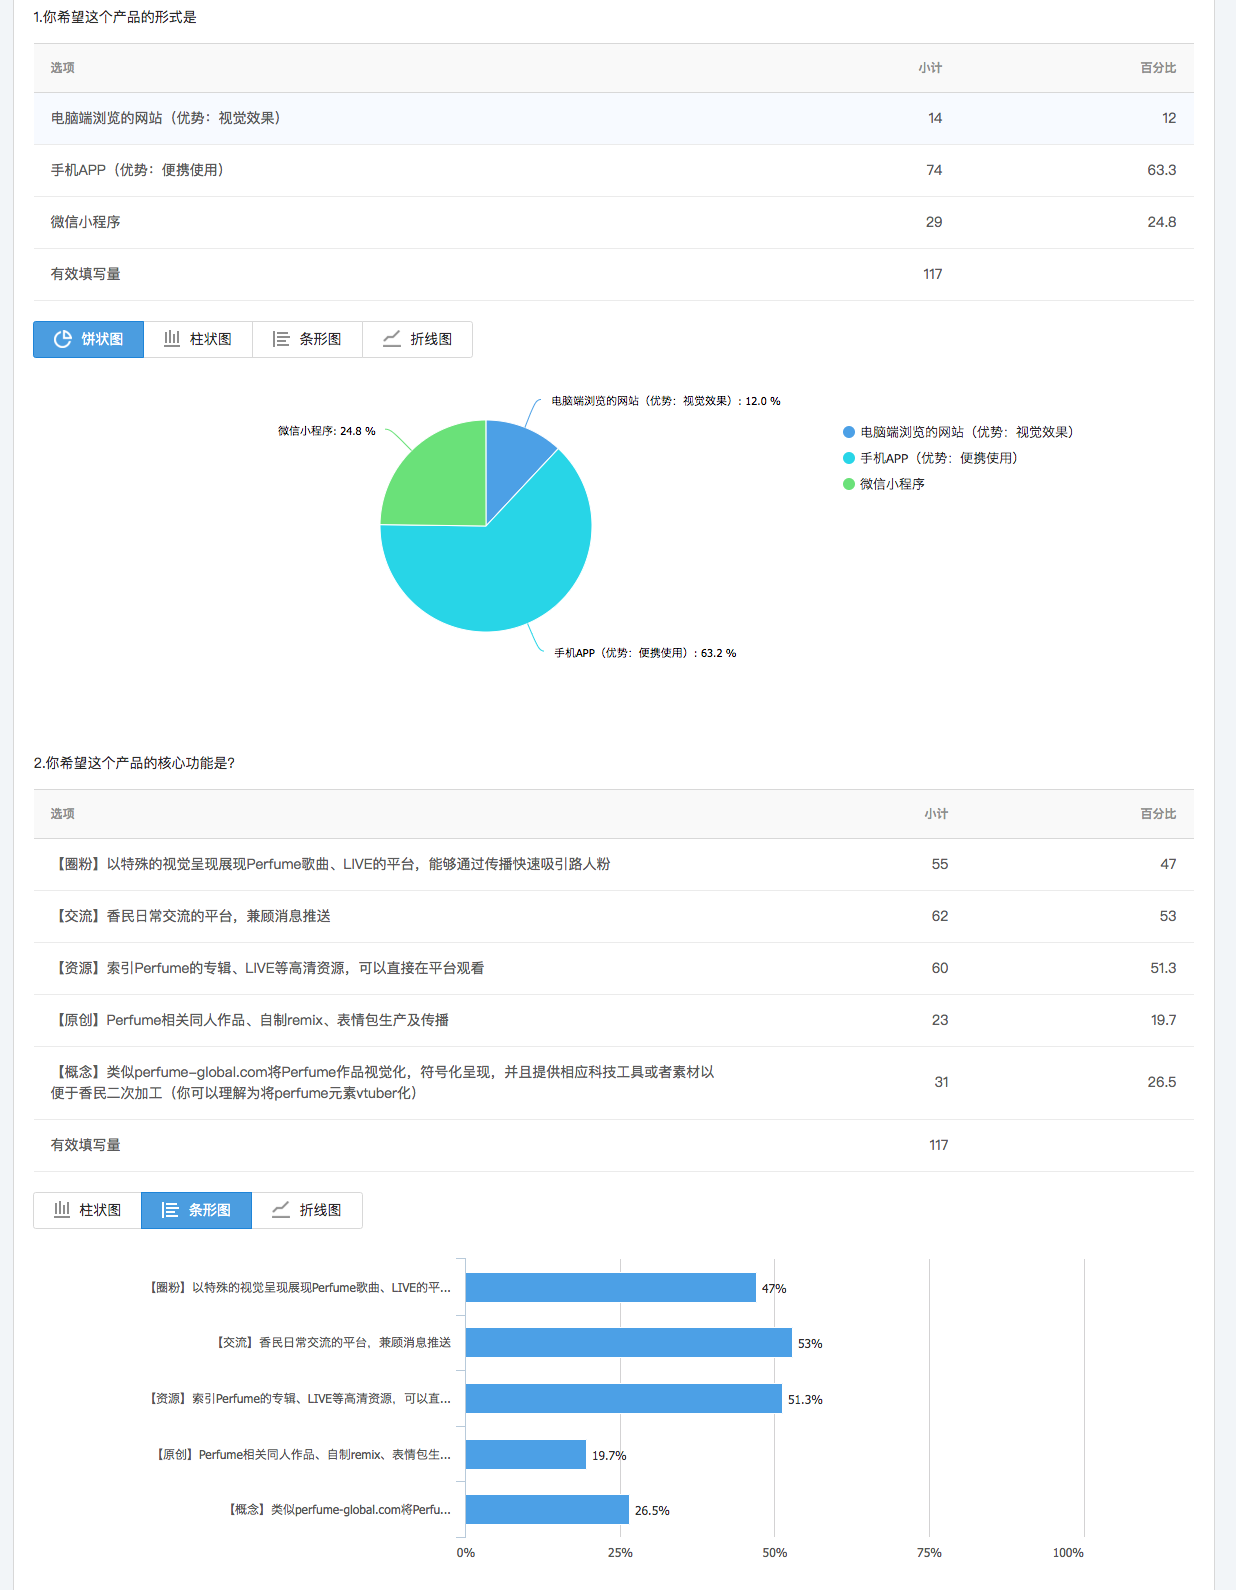 1.你希望这个产品的形式是
选项 小计 百分比
电脑端浏览的网站（优势：视觉效果） 14 12
手机APP（优势：便携使用） 74 63.3
微信小程序 29 24.8
有效填写量 117
饼状图 柱状图 条形图 折线图
电脑端浏览的网站（优势：视觉效果）: 12.0 %
微信小程序: 24.8 %
电脑端浏览的网站（优势：视觉效果）
手机APP（优势：便携使用）
微信小程序
手机APP（优势：便携使用）: 63.2 %
2.你希望这个产品的核心功能是?
选项 小计 百分比
【圈粉】以特殊的视觉呈现展现Perfume歌曲、LIVE的平台，能够通过传播快速吸引路人粉 55 47
【交流】香民日常交流的平台，兼顾消息推送 62 53
【资源】索引Perfume的专辑、LIVE等高清资源，可以直接在平台观看 60 51.3
【原创】Perfume相关同人作品、自制remix、表情包生产及传播 23 19.7
【概念】类似perfume-global.com将Perfume作品视觉化，符号化呈现，并且提供相应科技工具或者素材以
便于香民二次加工（你可以理解为将perfume元素vtuber化） 31 26.5
有效填写量 117
柱状图 条形图 折线图
【圈粉】以特殊的视觉呈现展现Perfume歌曲、LIVE的平... 47%
【交流】香民日常交流的平台，兼顾消息推送 53%
【资源】索引Perfume的专辑、LIVE等高清资源，可以直... 51.3%
【原创】Perfume相关同人作品、自制remix、表情包生... 19.7%
【概念】类似perfume-global.com将Perfu... 26.5%
0% 25% 50% 75% 100%